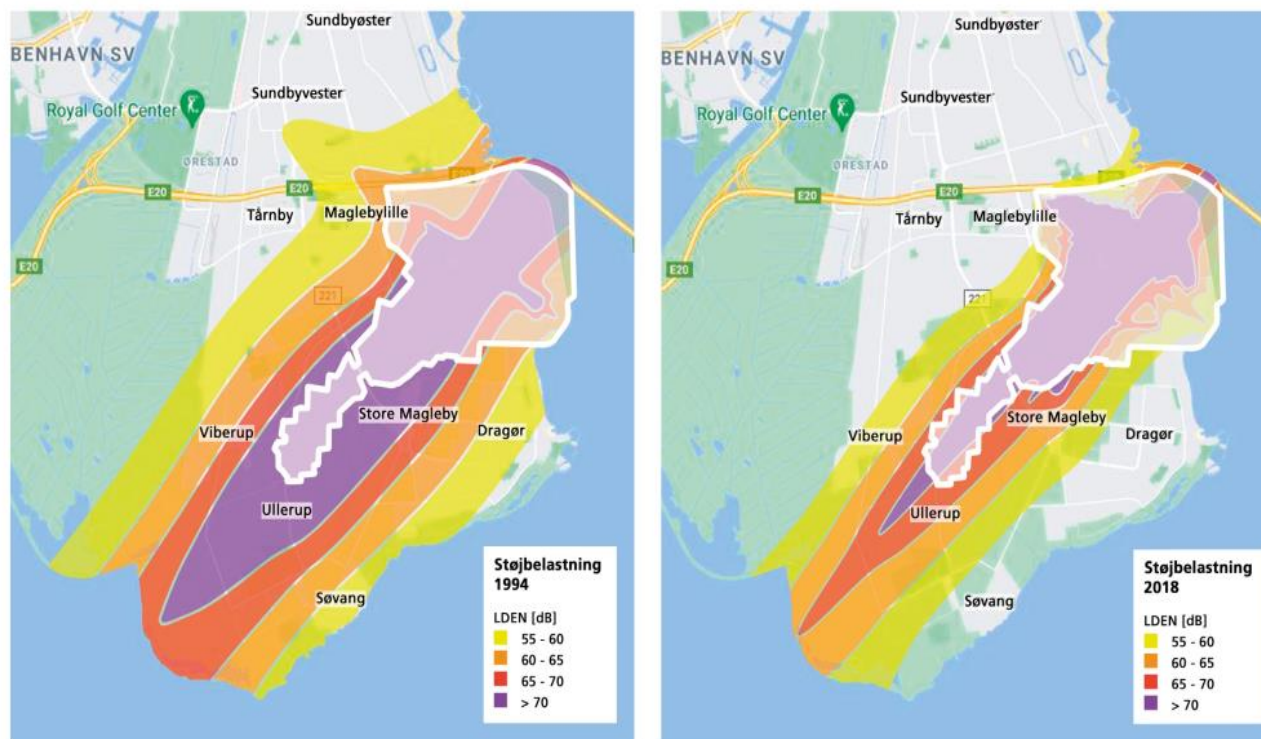 Sundbyøster
BENHAVN SV
Royal Golf Center
Sundbyvester
ØRESTAD
E20
E20
E20
Tårnby
Maglebylille
221
E20
Viberup
Store Magleby
Dragør
Ullerup
Søvang
Støjbelastning
1994
LDEN [dB]
55 - 60
60 - 65
65 - 70
> 70
Sundbyøster
BENHAVN SV
Royal Golf Center
Sundbyvester
ØRESTAD
E20
E20
Tårnby
Maglebylille
221
E20
Viberup
Store Magleby
Dragør
Ullerup
Søvang
Støjbelastning
2018
LDEN [dB]
55 - 60
60 - 65
65 - 70
> 70